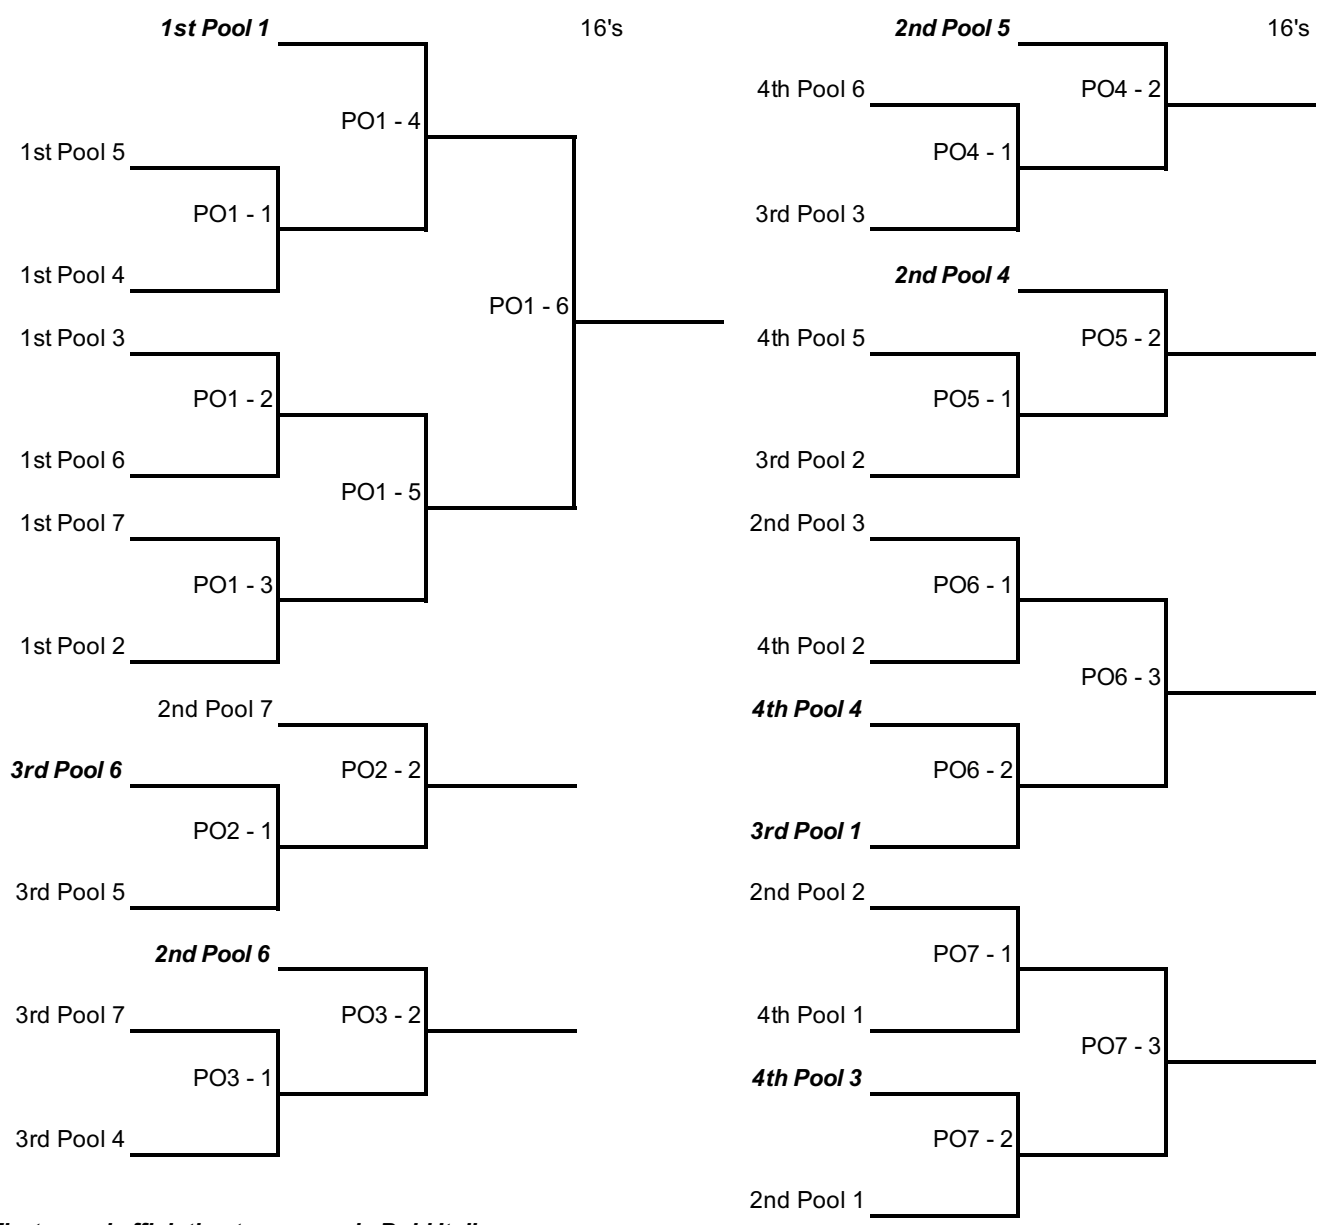 1st Pool 1
16's
PO1 - 4
1st Pool 5
PO1 - 1
1st Pool 4
PO1 - 6
1st Pool 3
PO1 - 2
1st Pool 6
PO1 - 5
1st Pool 7
PO1 - 3
1st Pool 2
2nd Pool 7
3rd Pool 6
PO2 - 2
PO2 - 1
3rd Pool 5
2nd Pool 6
3rd Pool 7
PO3 - 2
PO3 - 1
3rd Pool 4
2nd Pool 5
16's
4th Pool 6
PO4 - 2
PO4 - 1
3rd Pool 3
2nd Pool 4
4th Pool 5
PO5 - 2
PO5 - 1
3rd Pool 2
2nd Pool 3
PO6 - 1
4th Pool 2
PO6 - 3
4th Pool 4
PO6 - 2
3rd Pool 1
2nd Pool 2
PO7 - 1
4th Pool 1
PO7 - 3
4th Pool 3
PO7 - 2
2nd Pool 1